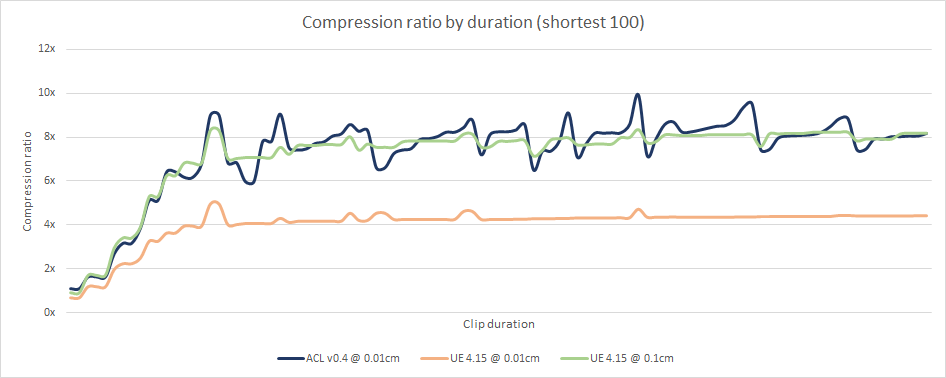 Compression ratio by duration (shortest 100)
12x
10x
8x
6x
4x
2x
0x
Compression ratio
Clip duration
ACL v0.4 @ 0.01cm UE 4.15 @ 0.01cm UE 4.15 @ 0.1cm